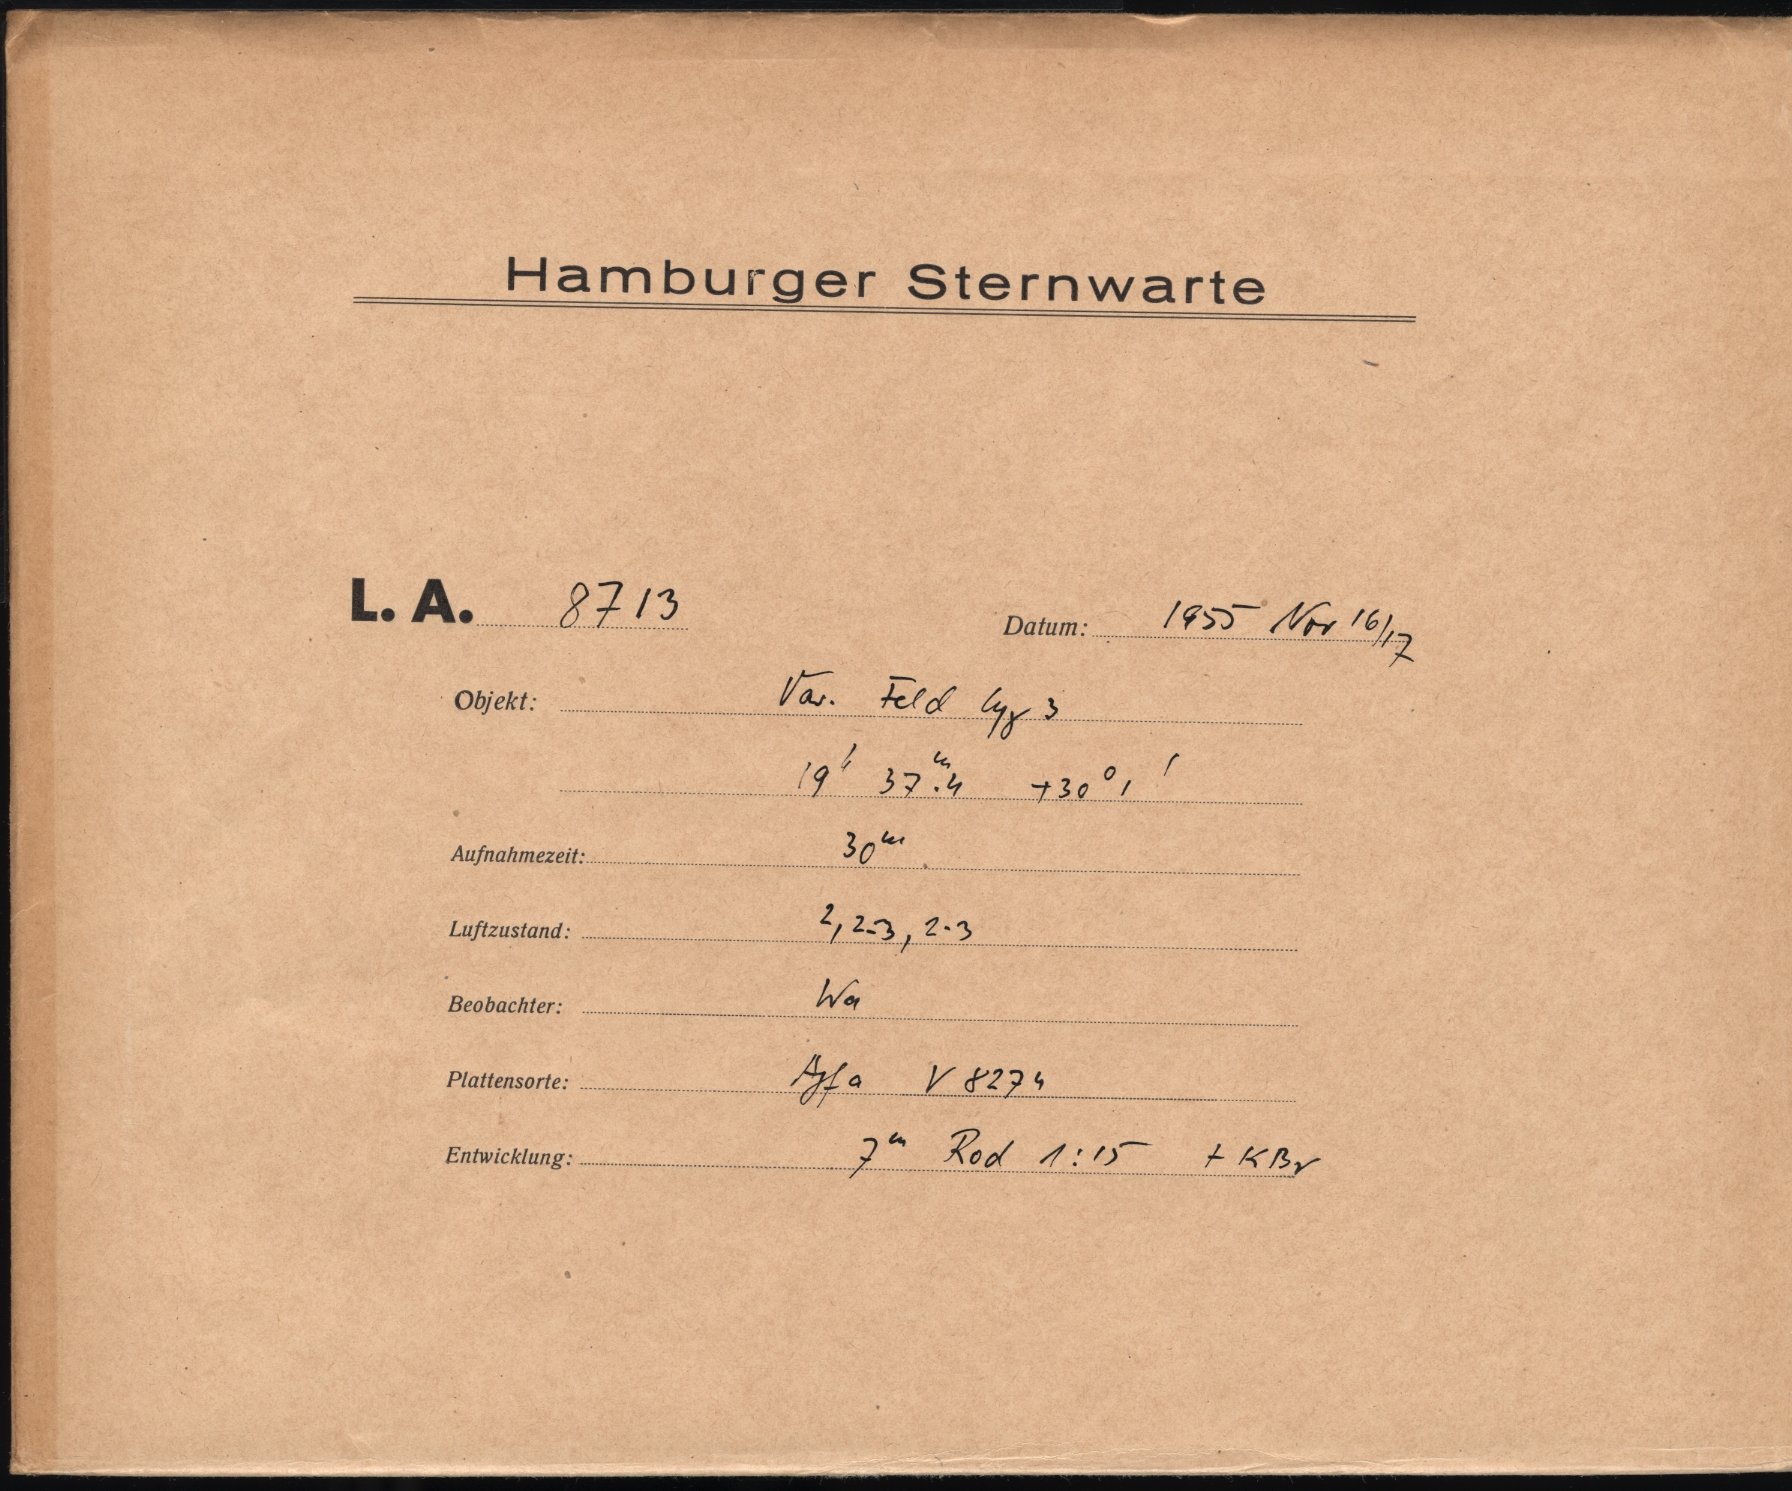 Hamburger Sternwarte
L. A. 8713 Datum: 1955 Nov 16/17
Objekt: Var. Feld Cyg 3
19h 37m.4 +30° 1'
Aufnahmezeit: 30m
Luftzustand: 2, 2-3, 2-3
Beobachter: Wa
Plattensorte: Agfa V 8274
Entwicklung: 7m Rod 1:15 + KBr